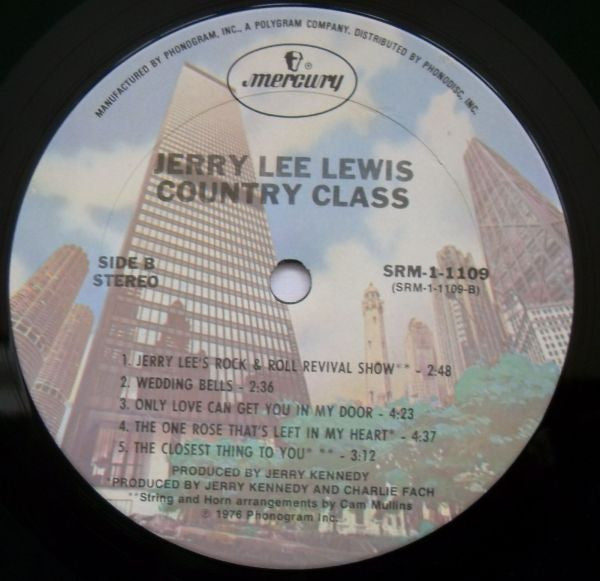 MANUFACTURED BY PHONOGRAM, INC., A POLYGRAM COMPANY. DISTRIBUTED BY PHONODISC, INC.
®
mercury
JERRY LEE LEWIS
COUNTRY CLASS
SIDE B
STEREO
SRM-1-1109
(SRM-1-1109-B)
1. JERRY LEE'S ROCK & ROLL REVIVAL SHOW** - 2:48
2. WEDDING BELLS - 2:36
3. ONLY LOVE CAN GET YOU IN MY DOOR - 4:23
4. THE ONE ROSE THAT'S LEFT IN MY HEART* - 4:37
5. THE CLOSEST THING TO YOU* ** - 3:12
PRODUCED BY JERRY KENNEDY
*PRODUCED BY JERRY KENNEDY AND CHARLIE FACH
**String and Horn arrangements by Cam Mullins
℗ 1976 Phonogram Inc.